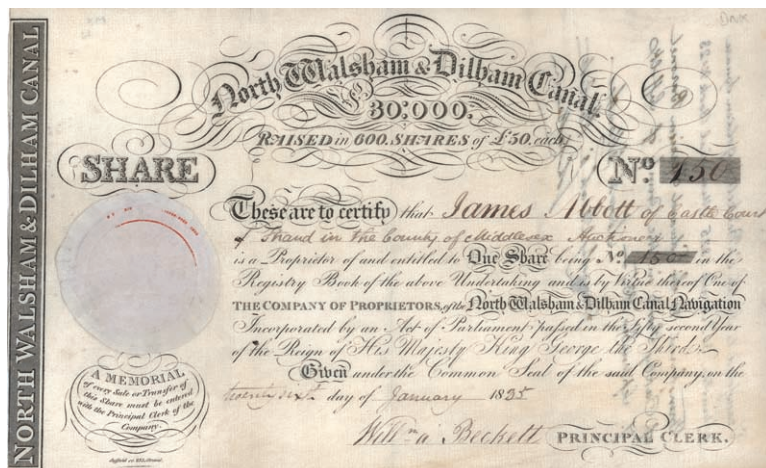 NORTH WALSHAM & DILHAM CANAL
North Walsham & Dilham Canal.
£30,000.
RAISED in 600. SHARES of £50. each.
SHARE
No. 150
These are to certify that James Abbott of Castle Court
Strand in the County of Middlesex Auctioneer
is a Proprietor of and entitled to One Share being No. 150 in the
Registry Book of the above Undertaking and is by Virtue thereof One of
THE COMPANY OF PROPRIETORS, of the North Walsham & Dilham Canal Navigation
Incorporated by an Act of Parliament passed in the Fifty second Year
of the Reign of His Majesty King George the Third.
Given under the Common Seal of the said Company, on the
twenty sixth day of January 1835
Willm a Beckett PRINCIPAL CLERK.
A MEMORIAL
of every Sale or Transfer of
this Share must be entered
with the Principal Clerk of the
Company.